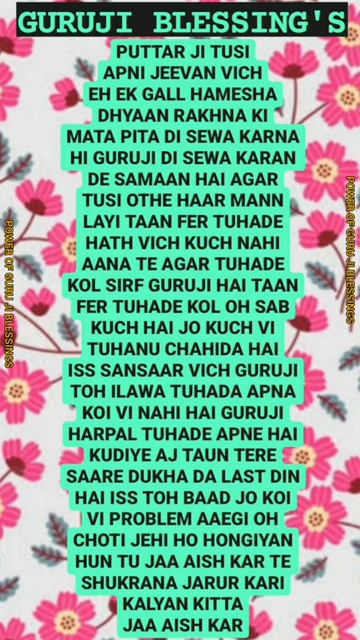 GURUJI BLESSING'S
PUTTAR JI TUSI
APNI JEEVAN VICH
EH EK GALL HAMESHA
DHYAAN RAKHNA KI
MATA PITA DI SEWA KARNA
HI GURUJI DI SEWA KARAN
DE SAMAAN HAI AGAR
TUSI OTHE HAAR MANN
LAYI TAAN FER TUHADE
HATH VICH KUCH NAHI
AANA TE AGAR TUHADE
KOL SIRF GURUJI HAI TAAN
FER TUHADE KOL OH SAB
KUCH HAI JO KUCH VI
TUHANU CHAHIDA HAI
ISS SANSAAR VICH GURUJI
TOH ILAWA TUHADA APNA
KOI VI NAHI HAI GURUJI
HARPAL TUHADE APNE HAI
KUDIYE AJ TAUN TERE
SAARE DUKHA DA LAST DIN
HAI ISS TOH BAAD JO KOI
VI PROBLEM AAEGI OH
CHOTI JEHI HO HONGIYAN
HUN TU JAA AISH KAR TE
SHUKRANA JARUR KARI
KALYAN KITTA
JAA AISH KAR
POWER OF GURU JI BLESSINGS
POWER OF GURU JI BLESSINGS